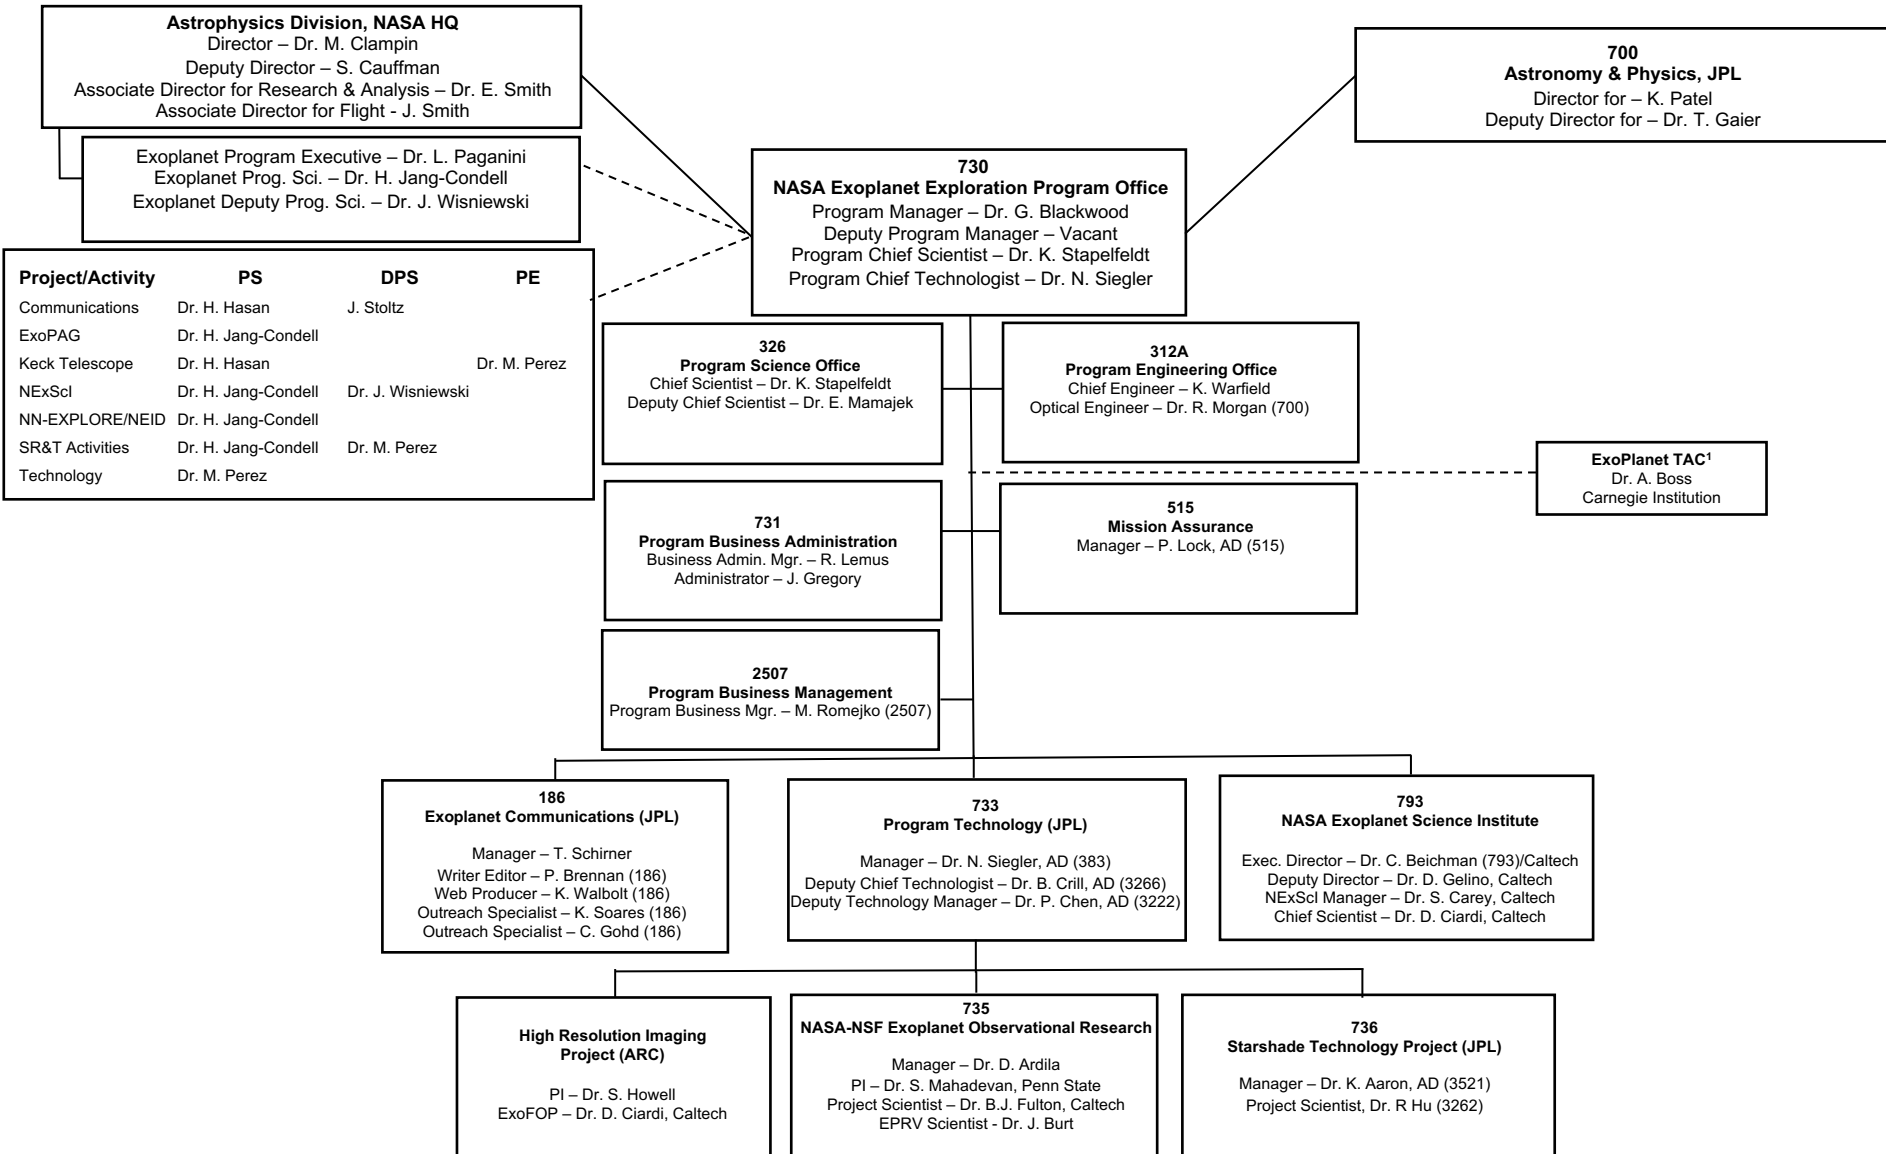 Astrophysics Division, NASA HQ
Director – Dr. M. Clampin
Deputy Director – S. Cauffman
Associate Director for Research & Analysis – Dr. E. Smith
Associate Director for Flight - J. Smith
700
Astronomy & Physics, JPL
Director for – K. Patel
Deputy Director for – Dr. T. Gaier
Exoplanet Program Executive – Dr. L. Paganini
Exoplanet Prog. Sci. – Dr. H. Jang-Condell
Exoplanet Deputy Prog. Sci. – Dr. J. Wisniewski
730
NASA Exoplanet Exploration Program Office
Program Manager – Dr. G. Blackwood
Deputy Program Manager – Vacant
Program Chief Scientist – Dr. K. Stapelfeldt
Program Chief Technologist – Dr. N. Siegler
Project/Activity PS DPS PE
Communications Dr. H. Hasan J. Stoltz
ExoPAG Dr. H. Jang-Condell
Keck Telescope Dr. H. Hasan Dr. M. Perez
NExScI Dr. H. Jang-Condell Dr. J. Wisniewski
NN-EXPLORE/NEID Dr. H. Jang-Condell
SR&T Activities Dr. H. Jang-Condell Dr. M. Perez
Technology Dr. M. Perez
326
Program Science Office
Chief Scientist – Dr. K. Stapelfeldt
Deputy Chief Scientist – Dr. E. Mamajek
312A
Program Engineering Office
Chief Engineer – K. Warfield
Optical Engineer – Dr. R. Morgan (700)
ExoPlanet TAC¹
Dr. A. Boss
Carnegie Institution
731
Program Business Administration
Business Admin. Mgr. – R. Lemus
Administrator – J. Gregory
515
Mission Assurance
Manager – P. Lock, AD (515)
2507
Program Business Management
Program Business Mgr. – M. Romejko (2507)
186
Exoplanet Communications (JPL)
Manager – T. Schirner
Writer Editor – P. Brennan (186)
Web Producer – K. Walbolt (186)
Outreach Specialist – K. Soares (186)
Outreach Specialist – C. Gohd (186)
733
Program Technology (JPL)
Manager – Dr. N. Siegler, AD (383)
Deputy Chief Technologist – Dr. B. Crill, AD (3266)
Deputy Technology Manager – Dr. P. Chen, AD (3222)
793
NASA Exoplanet Science Institute
Exec. Director – Dr. C. Beichman (793)/Caltech
Deputy Director – Dr. D. Gelino, Caltech
NExScI Manager – Dr. S. Carey, Caltech
Chief Scientist – Dr. D. Ciardi, Caltech
High Resolution Imaging
Project (ARC)
PI – Dr. S. Howell
ExoFOP – Dr. D. Ciardi, Caltech
735
NASA-NSF Exoplanet Observational Research
Manager – Dr. D. Ardila
PI – Dr. S. Mahadevan, Penn State
Project Scientist – Dr. B.J. Fulton, Caltech
EPRV Scientist - Dr. J. Burt
736
Starshade Technology Project (JPL)
Manager – Dr. K. Aaron, AD (3521)
Project Scientist, Dr. R Hu (3262)